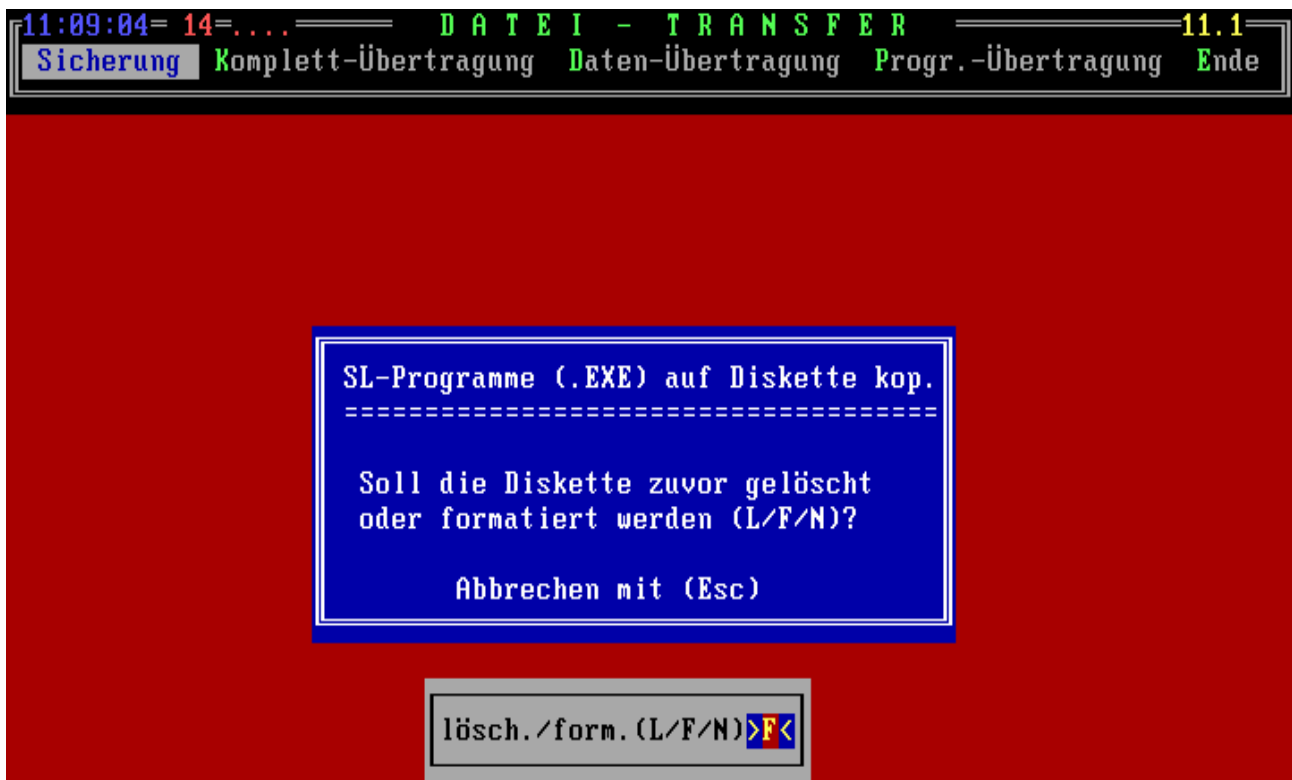 11:09:04= 14=.... D A T E I - T R A N S F E R 11.1
Sicherung Komplett-Übertragung Daten-Übertragung Progr.-Übertragung Ende
SL-Programme (.EXE) auf Diskette kop.
=====================================
Soll die Diskette zuvor gelöscht
oder formatiert werden (L/F/N)?
Abbrechen mit (Esc)
lösch./form.(L/F/N)>F<